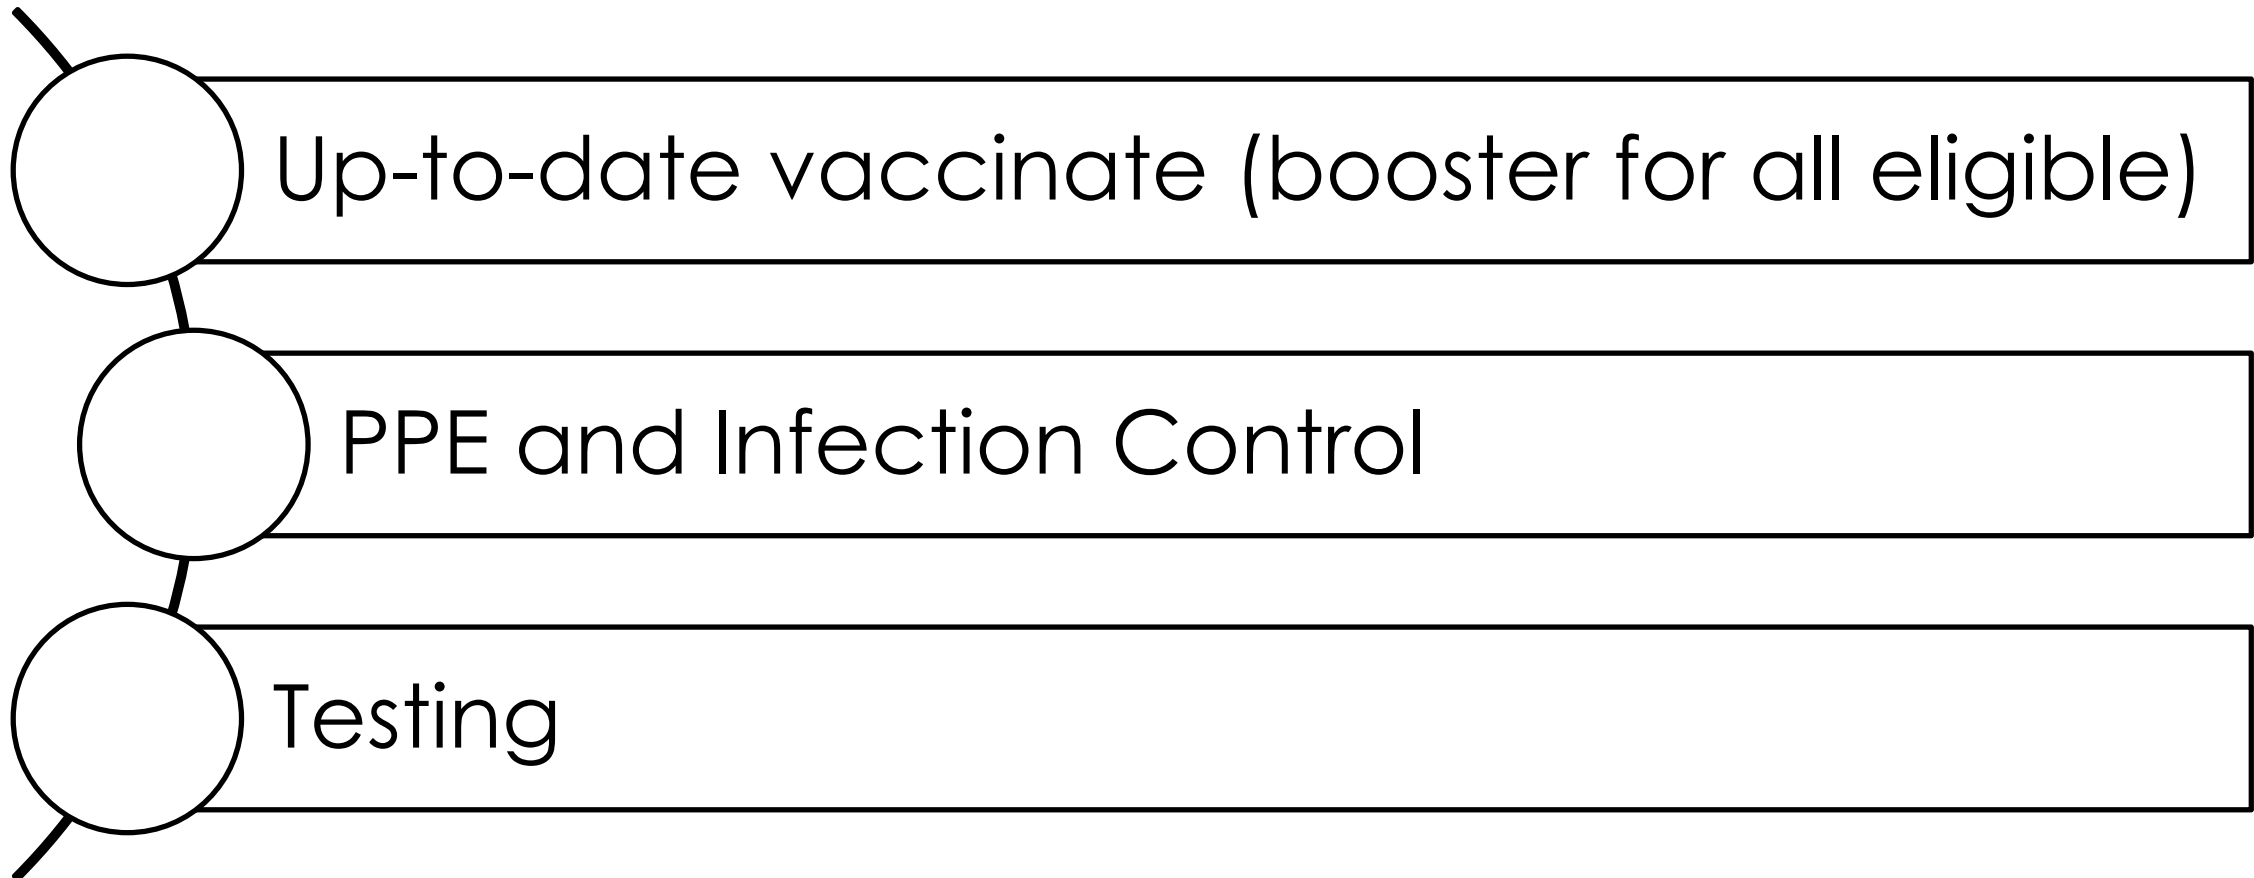 Up-to-date vaccinate (booster for all eligible)
PPE and Infection Control
Testing